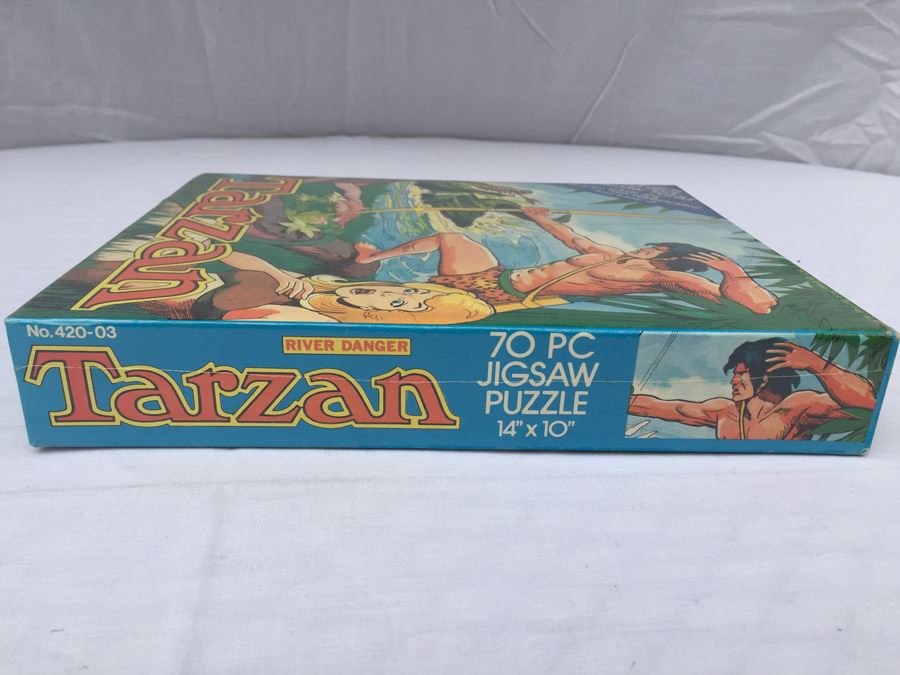 Tarzan
No.420-03
RIVER DANGER
Tarzan
70 PC
JIGSAW
PUZZLE
14" x 10"